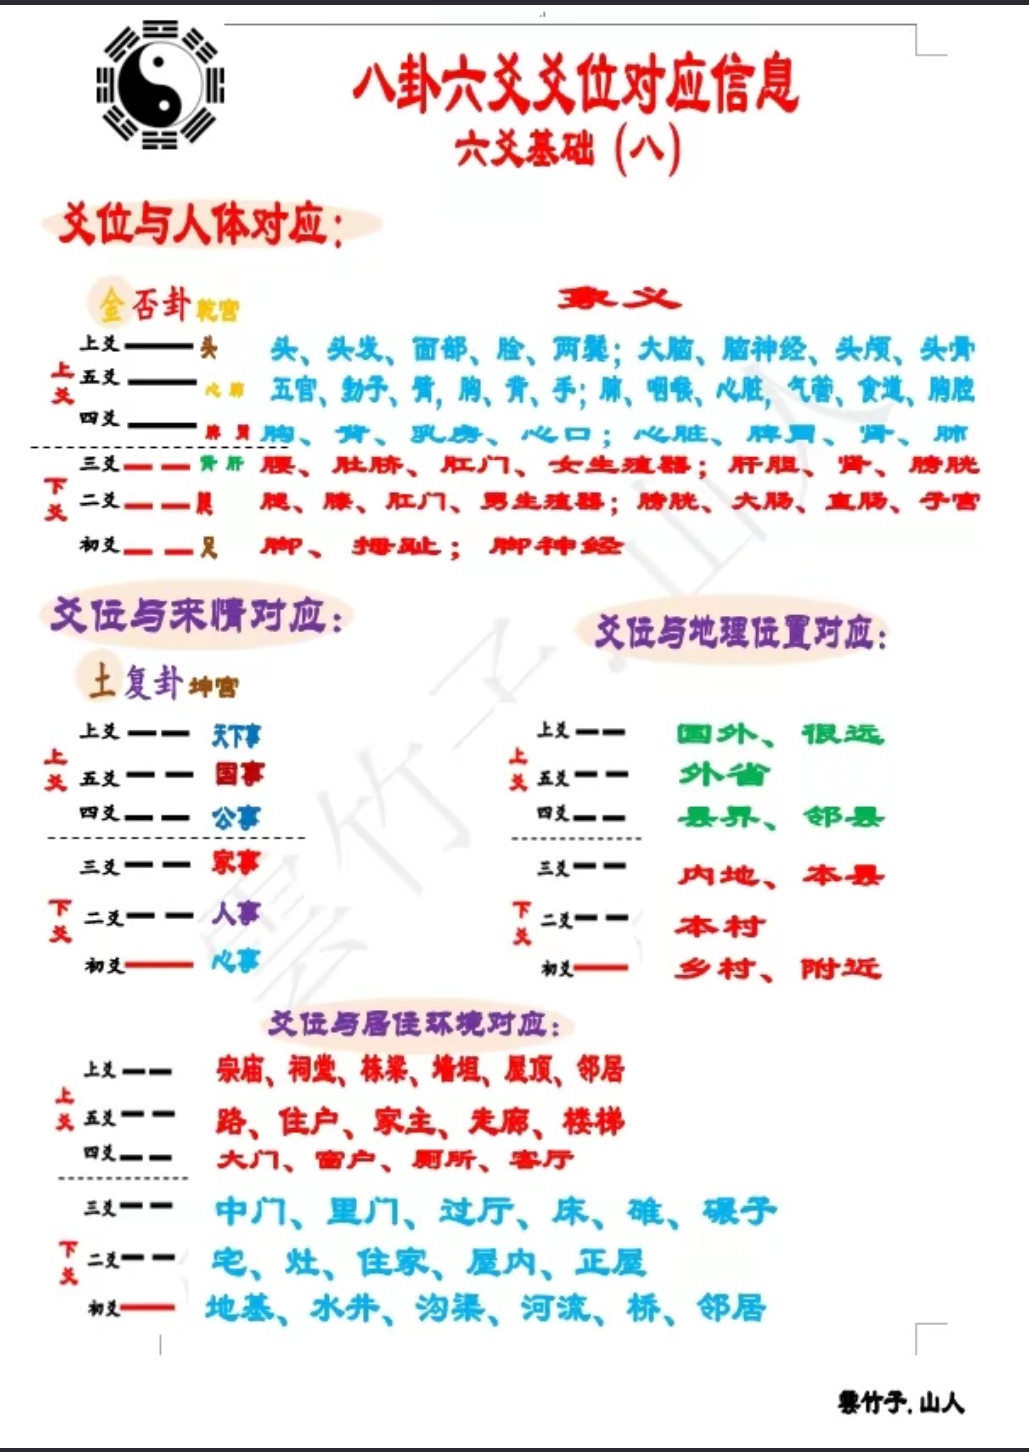 八卦六爻爻位对应信息
六爻基础（八）
爻位与人体对应：
金否卦乾宫 象义
上爻 头 头、头发、面部、脸、两鬓；大脑、脑神经、头颅、头骨
上爻
五爻 心 肺 五官、勃子、臂，胸、背、手；肺、咽喉、心脏，气管、食道、胸腔
四爻 脾 胃 胸、背、乳房、心口；心脏、脾胃、肾、肺
三爻 肾 肝 腰、肚脐、肛门、女生殖器；肝胆、肾、膀胱
下爻
二爻 腿 腿、膝、肛门、男生殖器；膀胱、大肠、直肠、子宫
初爻 足 脚、拇趾；脚神经
爻位与来情对应：
土复卦坤宫
上爻 天下事
上爻
五爻 国事
四爻 公事
三爻 家事
下爻
二爻 人事
初爻 心事
爻位与地理位置对应：
上爻 国外、很远
上爻
五爻 外省
四爻 县界、邻县
三爻 内地、本县
下爻
二爻 本村
初爻 乡村、附近
爻位与居住环境对应：
上爻 宗庙、祠堂、栋梁、墙垣、屋顶、邻居
上爻
五爻 路、住户、家主、走廊、楼梯
四爻 大门、窗户、厕所、客厅
三爻 中门、里门、过厅、床、碓、碾子
下爻
二爻 宅、灶、住家、屋内、正屋
初爻 地基、水井、沟渠、河流、桥、邻居
雲竹子.山人
雲竹子.山人